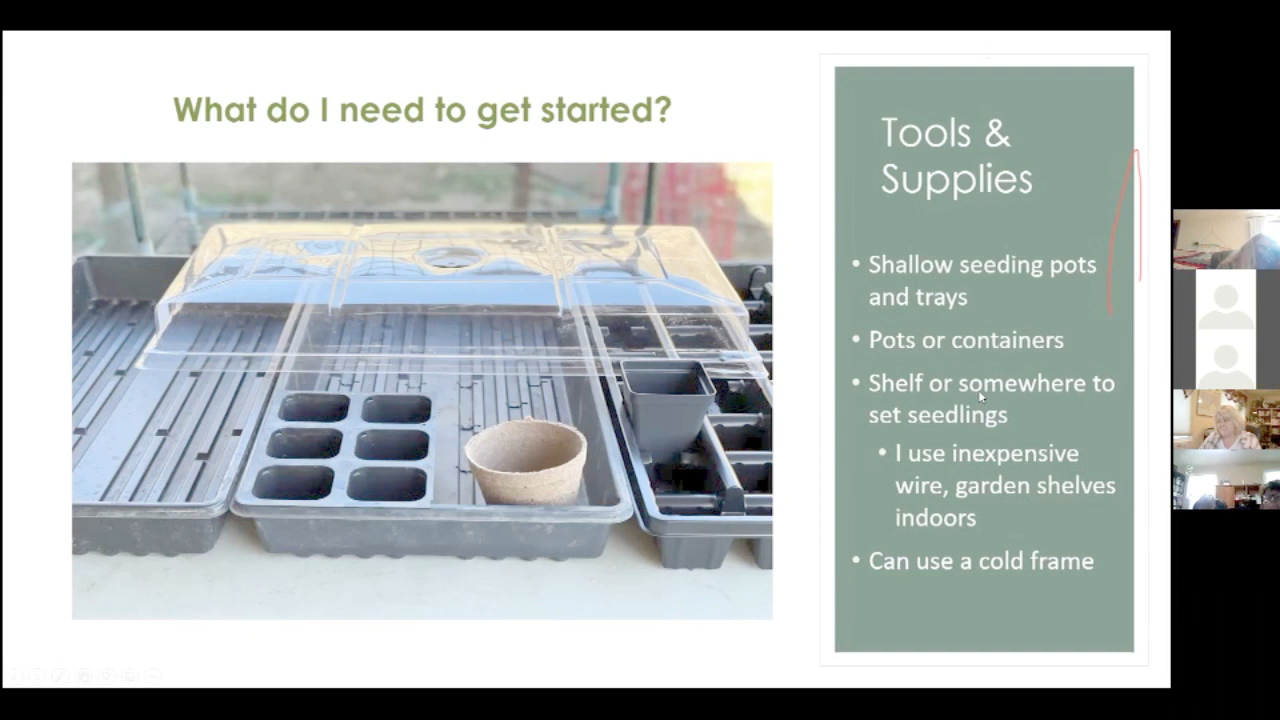 What do I need to get started?
Tools &
Supplies
• Shallow seeding pots
and trays
• Pots or containers
• Shelf or somewhere to
set seedlings
• I use inexpensive
wire, garden shelves
indoors
• Can use a cold frame